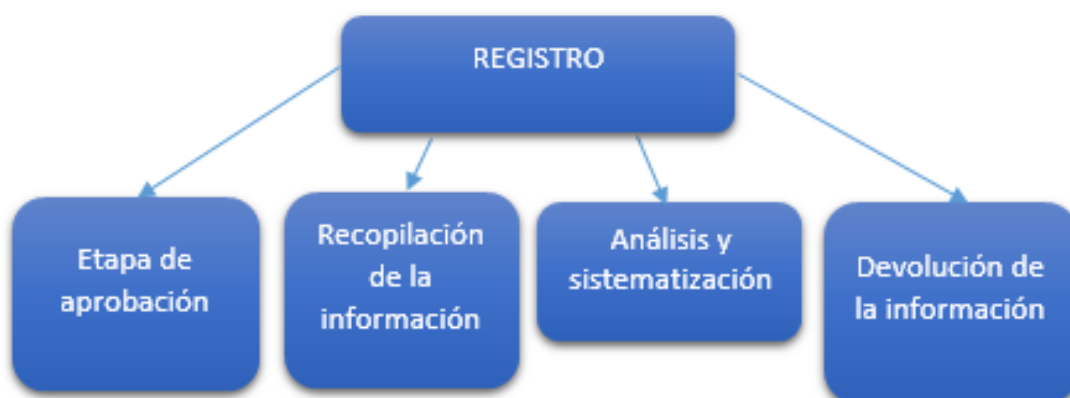 REGISTRO
Etapa de
aprobación
Recopilación
de la
información
Análisis y
sistematización
Devolución de
la información